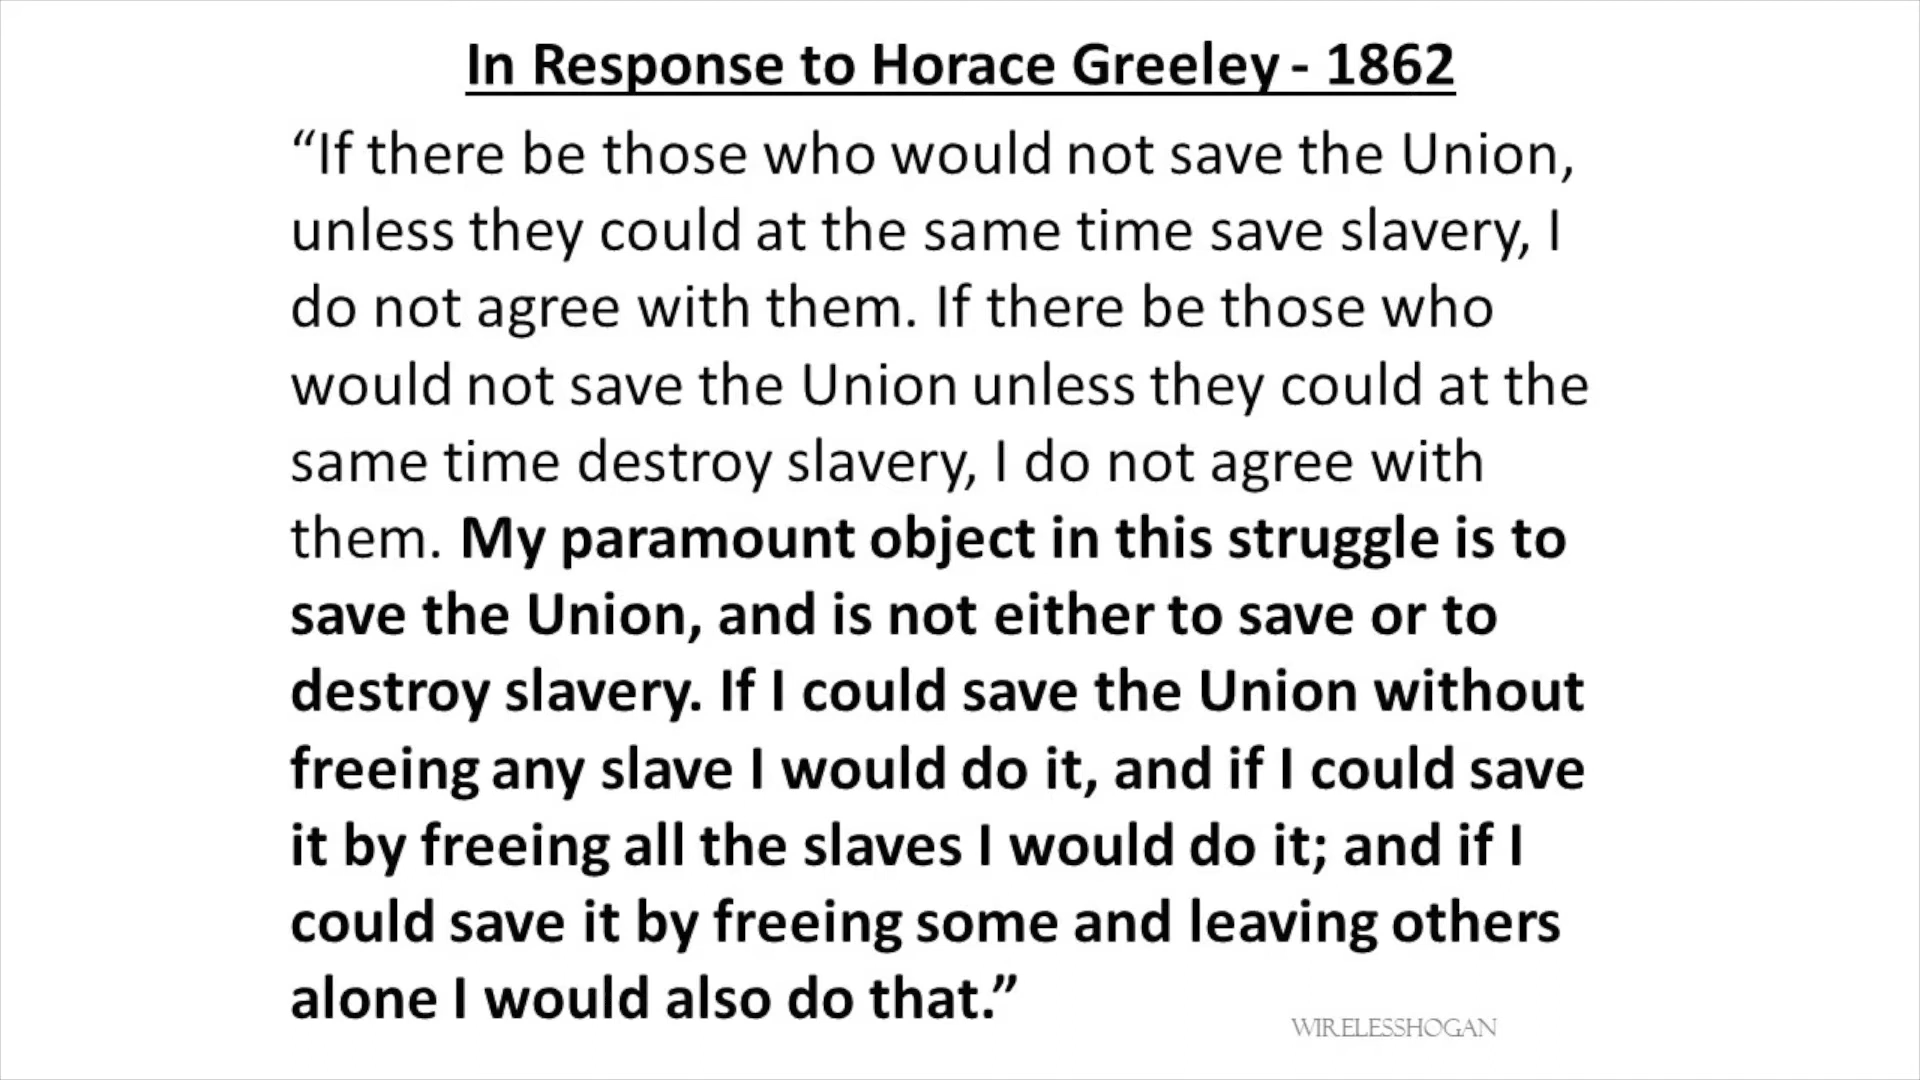 In Response to Horace Greeley - 1862
“If there be those who would not save the Union,
unless they could at the same time save slavery, I
do not agree with them. If there be those who
would not save the Union unless they could at the
same time destroy slavery, I do not agree with
them. My paramount object in this struggle is to
save the Union, and is not either to save or to
destroy slavery. If I could save the Union without
freeing any slave I would do it, and if I could save
it by freeing all the slaves I would do it; and if I
could save it by freeing some and leaving others
alone I would also do that.”
WIRELESSHOGAN